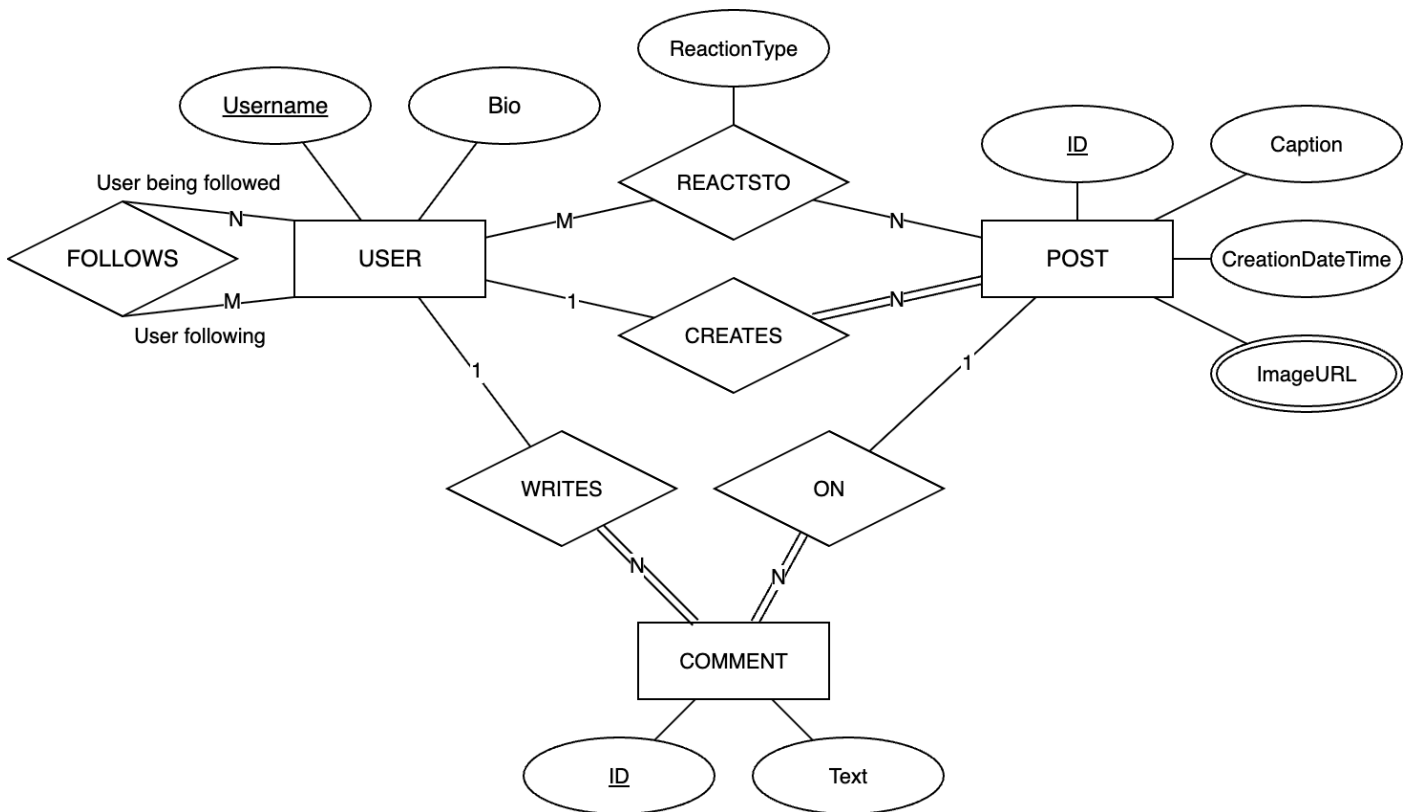 ReactionType
Username
Bio
ID
Caption
User being followed
REACTSTO
N
M
N
FOLLOWS
USER
POST
CreationDateTime
M
1
N
User following
CREATES
1
1
ImageURL
WRITES
ON
N
N
COMMENT
ID
Text